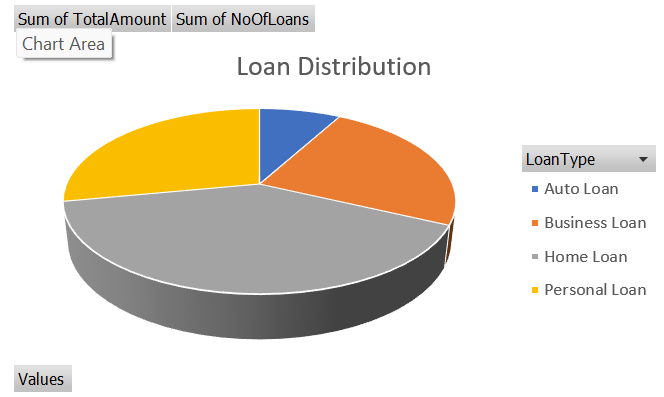 Sum of TotalAmount Sum of NoOfLoans
Chart Area
Loan Distribution
LoanType
Auto Loan
Business Loan
Home Loan
Personal Loan
Values